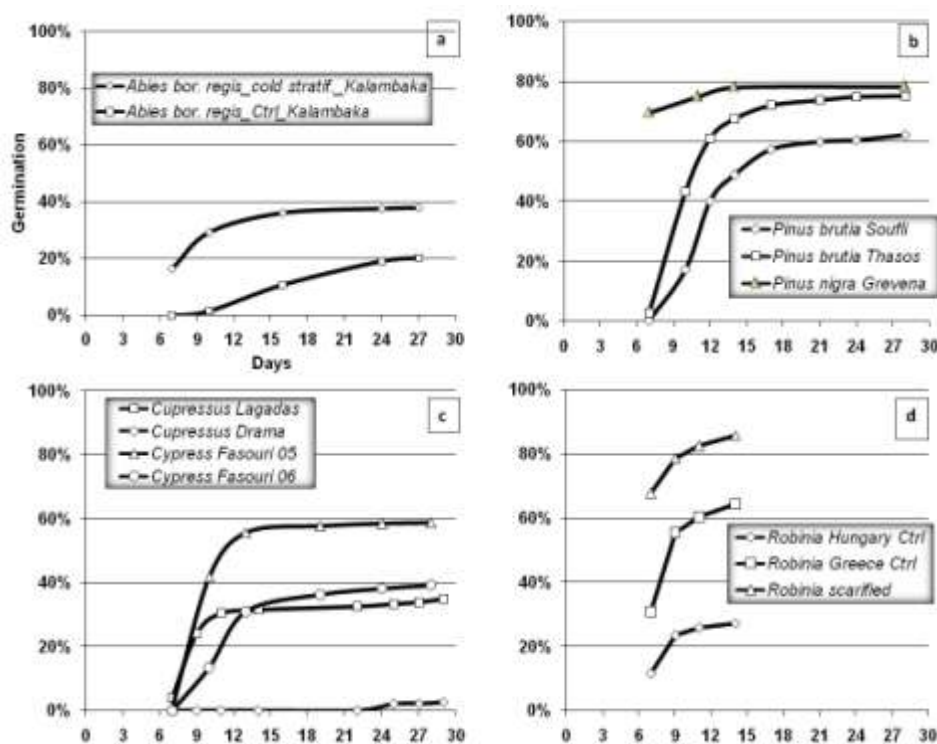 a
100%
80%
60%
40%
20%
0%
Germination
Abies bor. regis_cold stratif._Kalambaka
Abies bor. regis_Ctrl_Kalambaka
0 3 6 9 12 15 18 21 24 27 30
Days
b
100%
80%
60%
40%
20%
0%
Pinus brutia Soufli
Pinus brutia Thasos
Pinus nigra Grevena
0 3 6 9 12 15 18 21 24 27 30
c
100%
80%
60%
40%
20%
0%
Cupressus Lagadas
Cupressus Drama
Cypress Fasouri 05
Cypress Fasouri 06
0 3 6 9 12 15 18 21 24 27 30
d
100%
80%
60%
40%
20%
0%
Robinia Hungary Ctrl
Robinia Greece Ctrl
Robinia scarified
0 3 6 9 12 15 18 21 24 27 30